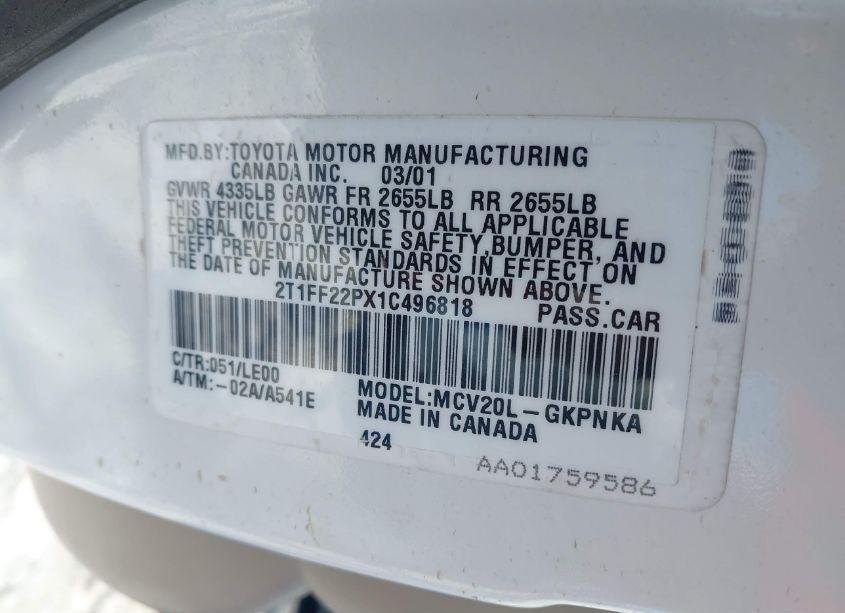 MFD.BY:TOYOTA MOTOR MANUFACTURING
CANADA INC. 03/01
GVWR 4335LB GAWR FR 2655LB RR 2655LB
THIS VEHICLE CONFORMS TO ALL APPLICABLE
FEDERAL MOTOR VEHICLE SAFETY,BUMPER, AND
THEFT PREVENTION STANDARDS IN EFFECT ON
THE DATE OF MANUFACTURE SHOWN ABOVE.
2T1FF22PX1C496818 PASS.CAR
C/TR:051/LE00
A/TM:-02A/A541E
MODEL:MCV20L-GKPNKA
MADE IN CANADA
424
AA01759586